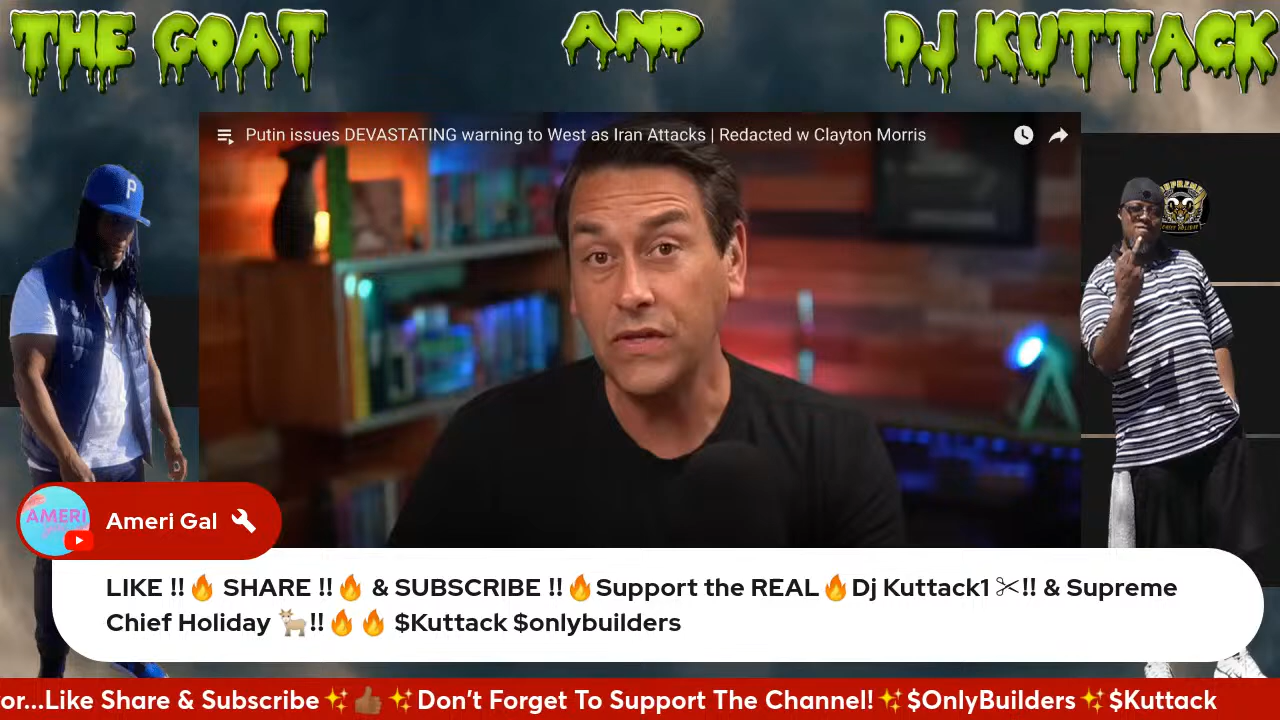 THE GOAT AND DJ KUTTACK
Putin issues DEVASTATING warning to West as Iran Attacks | Redacted w Clayton Morris
P
SUPREME
AMERI
Ameri Gal
LIKE ‼️🔥 SHARE ‼️🔥 & SUBSCRIBE ‼️🔥Support the REAL🔥Dj Kuttack1 ✂️‼️ & Supreme
Chief Holiday 🐐‼️🔥🔥 $Kuttack $onlybuilders
or...Like Share & Subscribe✨👍🏾✨Don't Forget To Support The Channel!✨$OnlyBuilders✨$Kuttack